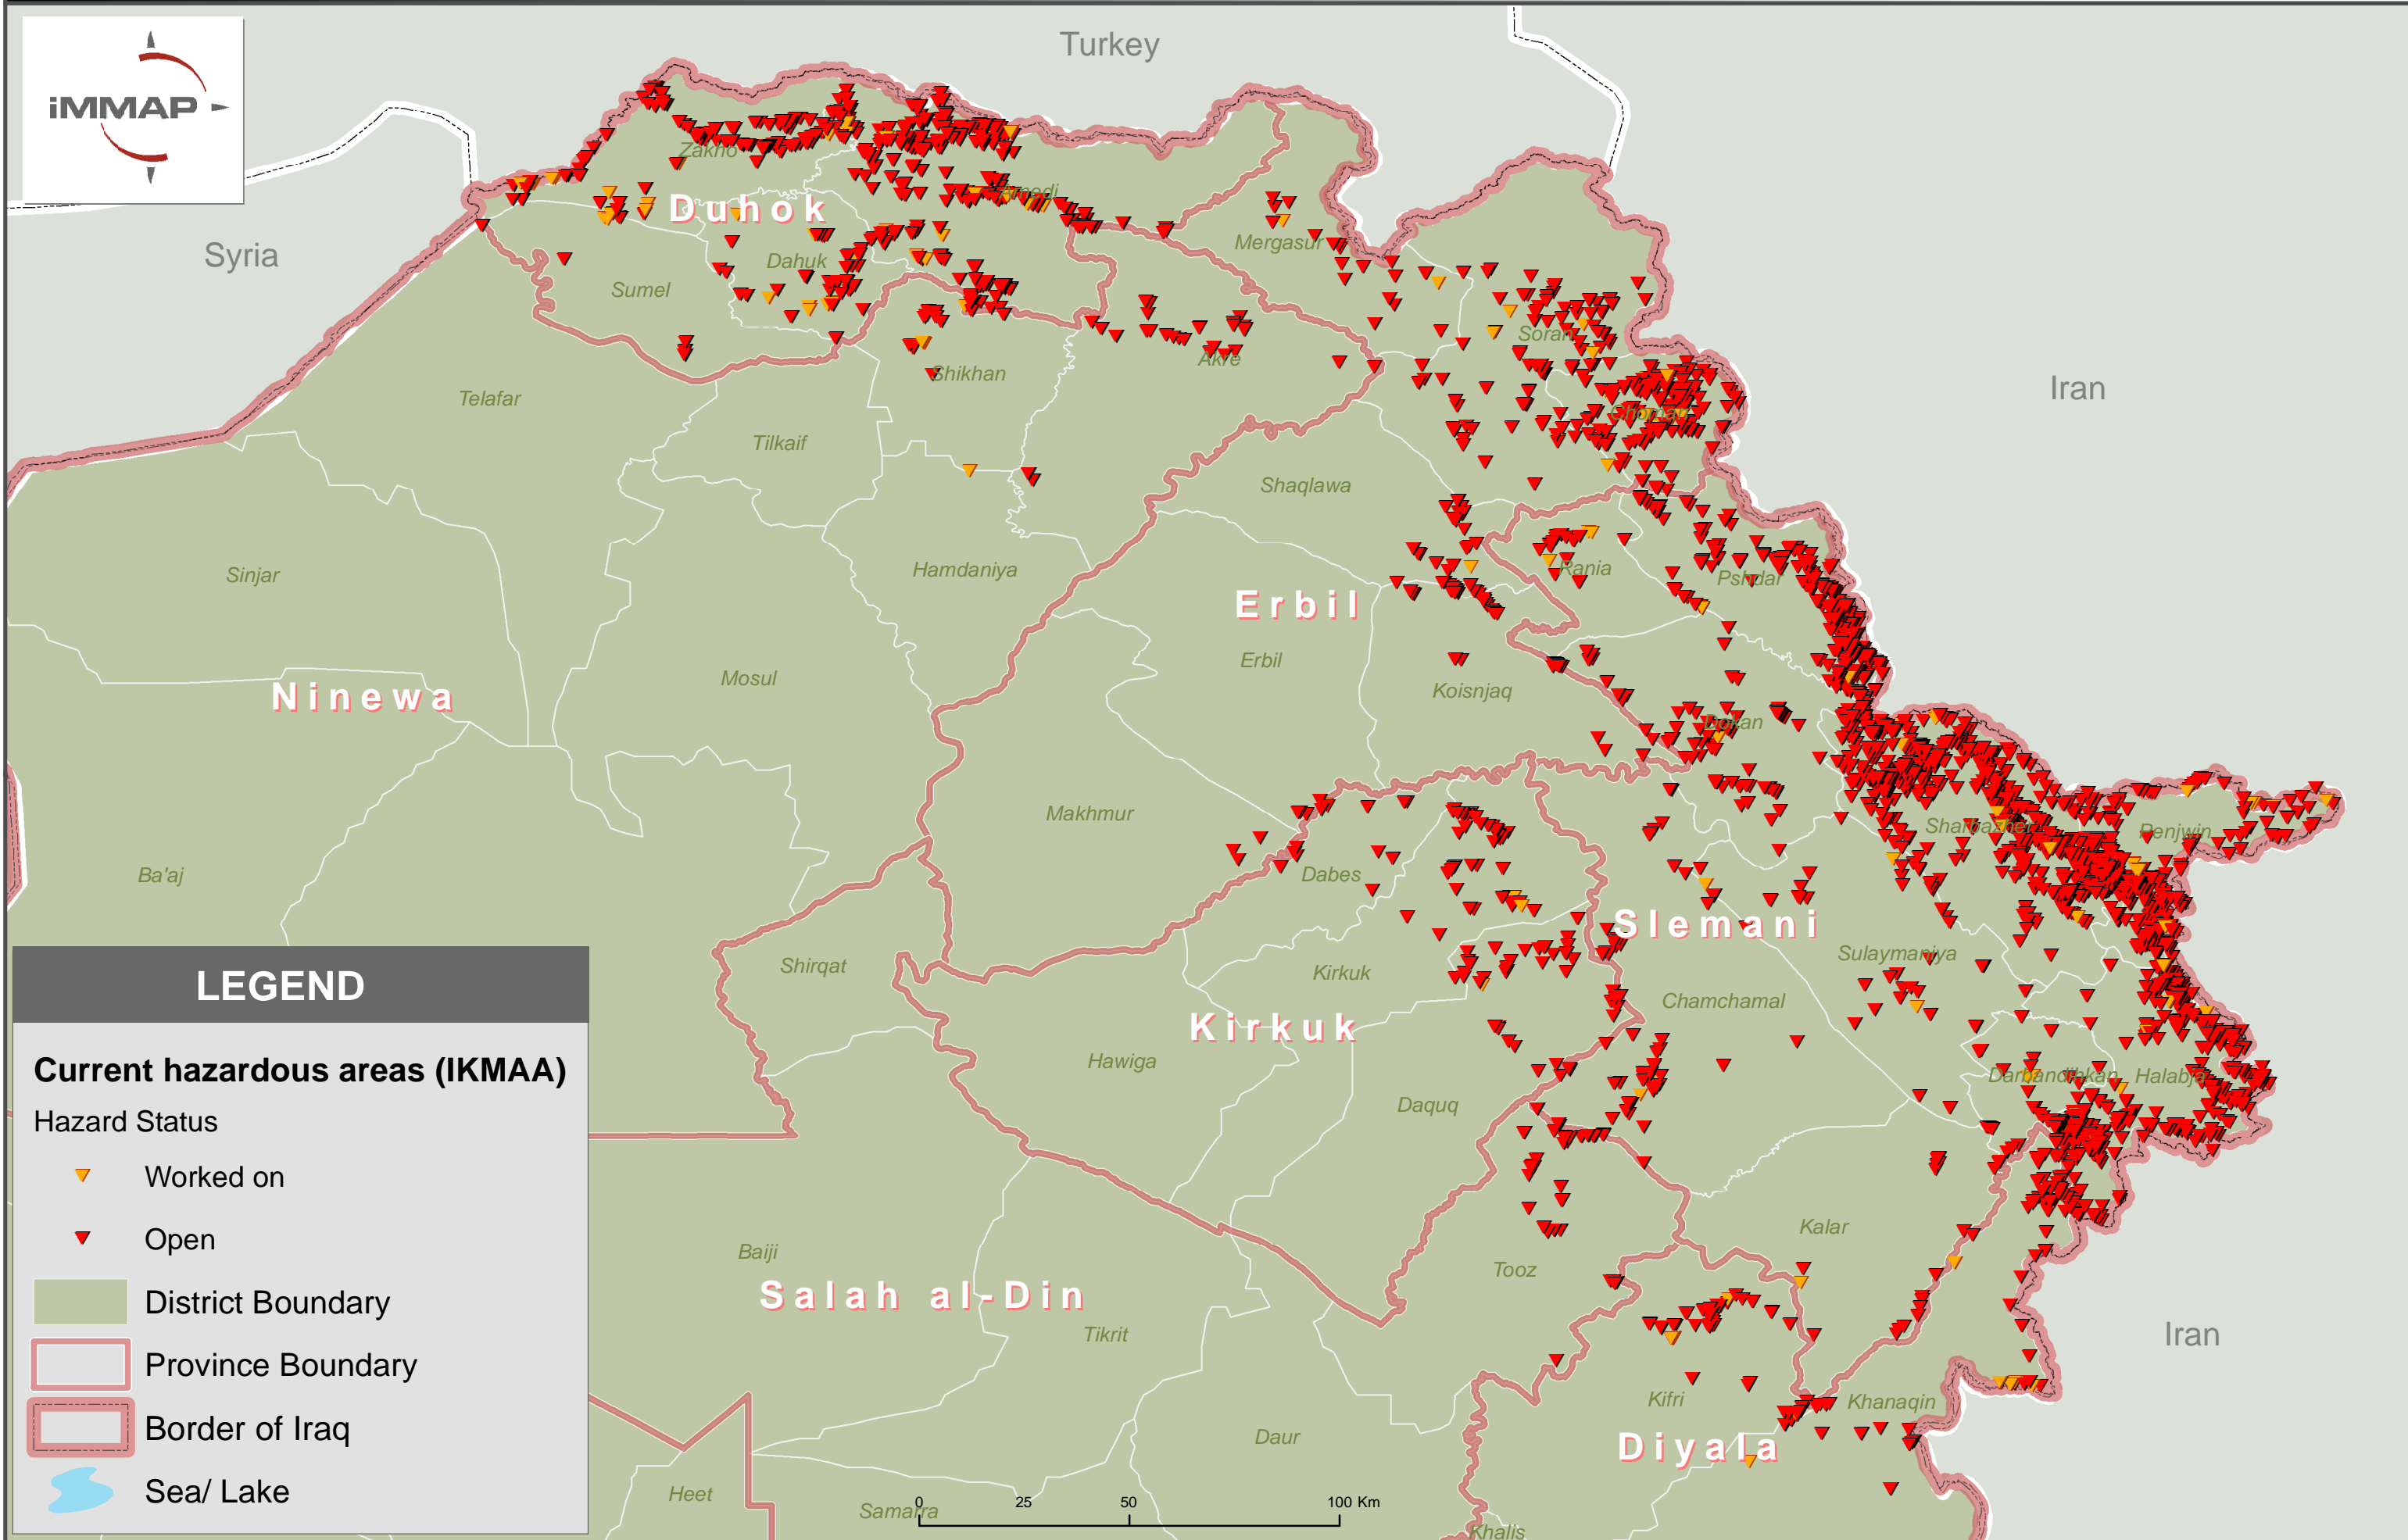 iMMAP
Turkey
Syria
Iran
Zakho
Amedi
Duhok
Mergasur
Dahuk
Sumel
Soran
Akre
Shikhan
Telafar
Choman
Tilkaif
Shaqlawa
Sinjar
Hamdaniya
Rania
Pshdar
Erbil
Erbil
Mosul
Koisnjaq
Ninewa
Dokan
Makhmur
Sharbazher
Penjwin
Ba'aj
Dabes
Slemani
Sulaymaniya
Shirqat
Kirkuk
Chamchamal
Kirkuk
Hawiga
Darbandihkan
Halabja
Daquq
Kalar
Baiji
Tooz
Salah al-Din
Tikrit
Iran
Kifri
Khanaqin
Daur
Diyala
Heet
Samarra
Khalis
0 25 50 100 Km
LEGEND
Current hazardous areas (IKMAA)
Hazard Status
Worked on
Open
District Boundary
Province Boundary
Border of Iraq
Sea/ Lake